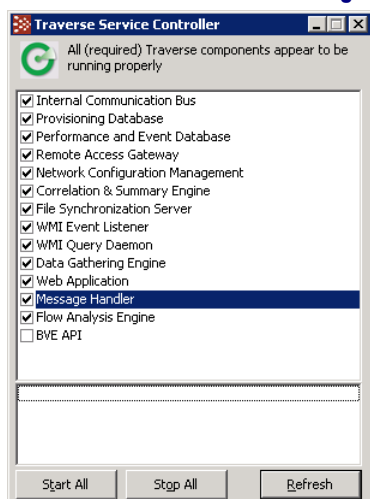 Traverse Service Controller
All (required) Traverse components appear to be
running properly
Internal Communication Bus
Provisioning Database
Performance and Event Database
Remote Access Gateway
Network Configuration Management
Correlation & Summary Engine
File Synchronization Server
WMI Event Listener
WMI Query Daemon
Data Gathering Engine
Web Application
Message Handler
Flow Analysis Engine
BVE API
Start All Stop All Refresh